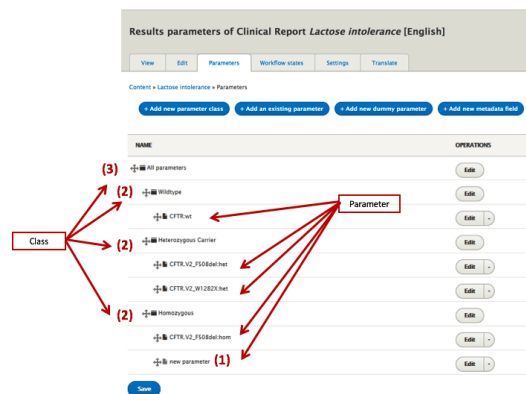 Results parameters of Clinical Report Lactose intolerance [English]
View Edit Parameters Workflow states Settings Translate
Content » Lactose intolerance » Parameters
+ Add new parameter class + Add an existing parameter + Add new dummy parameter + Add new metadata field
NAME OPERATIONS
(3) All parameters Edit
(2) Wildtype Edit
Parameter
CFTR:wt Edit
Class
(2) Heterozygous Carrier Edit
CFTR.V2_F508del:het Edit
CFTR.V2_W1282X:het Edit
(2) Homozygous Edit
CFTR.V2_F508del:hom Edit
new parameter (1) Edit
Save